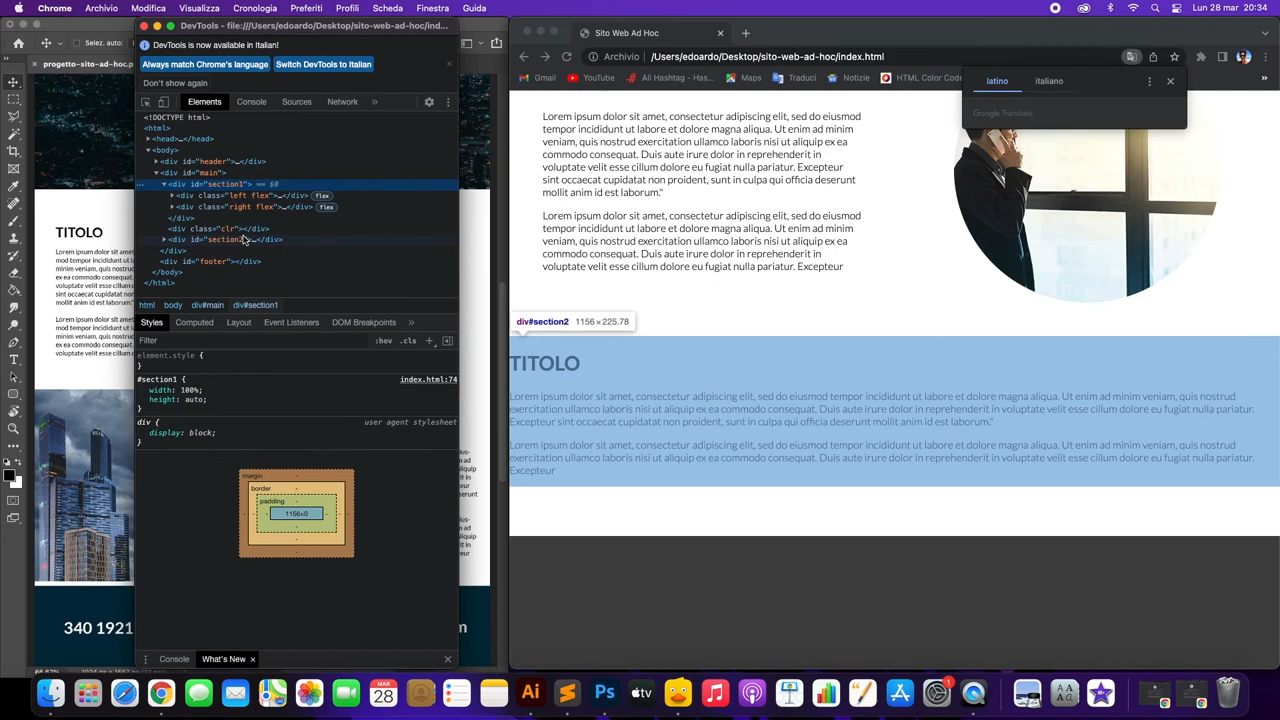 Chrome Archivio Modifica Visualizza Cronologia Preferiti Profili Scheda Finestra Guida
Lun 28 mar 20:34
Selez. auto:
progetto-sito-ad-hoc.p
TITOLO
340 1921
DevTools - file:///Users/edoardo/Desktop/sito-web-ad-hoc/ind…
DevTools is now available in Italian!
Always match Chrome's language
Switch DevTools to Italian
Don't show again
Elements Console Sources Network »
<!DOCTYPE html>
<html>
<head>…</head>
<body>
<div id="header">…</div>
<div id="main">
<div id="section1"> == $0
<div class="left flex">…</div> flex
<div class="right flex">…</div> flex
</div>
<div class="clr"></div>
<div id="section2">…</div>
</div>
<div id="footer"></div>
</body>
</html>
html body div#main div#section1
Styles Computed Layout Event Listeners DOM Breakpoints »
Filter :hov .cls +
element.style {
}
#section1 { index.html:74
width: 100%;
height: auto;
}
div { user agent stylesheet
display: block;
}
margin -
border -
padding -
1156×0
Console What's New ×
Sito Web Ad Hoc
Archivio /Users/edoardo/Desktop/sito-web-ad-hoc/index.html
Gmail YouTube All Hashtag - Has... Maps Traduci Notizie HTML Color Code
latino italiano
Google Translate
Lorem ipsum dolor sit amet, consectetur adipiscing elit, sed do eiusmod
tempor incididunt ut labore et dolore magna aliqua. Ut enim ad minim
veniam, quis nostrud exercitation ullamco laboris nisi ut aliquip ex ea
commodo consequat. Duis aute irure dolor in reprehenderit in
voluptate velit esse cillum dolore eu fugiat nulla pariatur. Excepteur
sint occaecat cupidatat non proident, sunt in culpa qui officia deserunt
mollit anim id est laborum."
Lorem ipsum dolor sit amet, consectetur adipiscing elit, sed do eiusmod
tempor incididunt ut labore et dolore magna aliqua. Ut enim ad minim
veniam, quis nostrud exercitation ullamco laboris nisi ut aliquip ex ea
commodo consequat. Duis aute irure dolor in reprehenderit in
voluptate velit esse cillum dolore eu fugiat nulla pariatur. Excepteur
div#section2 1156×225.78
TITOLO
Lorem ipsum dolor sit amet, consectetur adipiscing elit, sed do eiusmod tempor incididunt ut labore et dolore magna aliqua. Ut enim ad minim veniam, quis nostrud
exercitation ullamco laboris nisi ut aliquip ex ea commodo consequat. Duis aute irure dolor in reprehenderit in voluptate velit esse cillum dolore eu fugiat nulla pariatur.
Excepteur sint occaecat cupidatat non proident, sunt in culpa qui officia deserunt mollit anim id est laborum."
Lorem ipsum dolor sit amet, consectetur adipiscing elit, sed do eiusmod tempor incididunt ut labore et dolore magna aliqua. Ut enim ad minim veniam, quis nostrud
exercitation ullamco laboris nisi ut aliquip ex ea commodo consequat. Duis aute irure dolor in reprehenderit in voluptate velit esse cillum dolore eu fugiat nulla pariatur.
Excepteur
MAR
28
Ai Ps tv
1